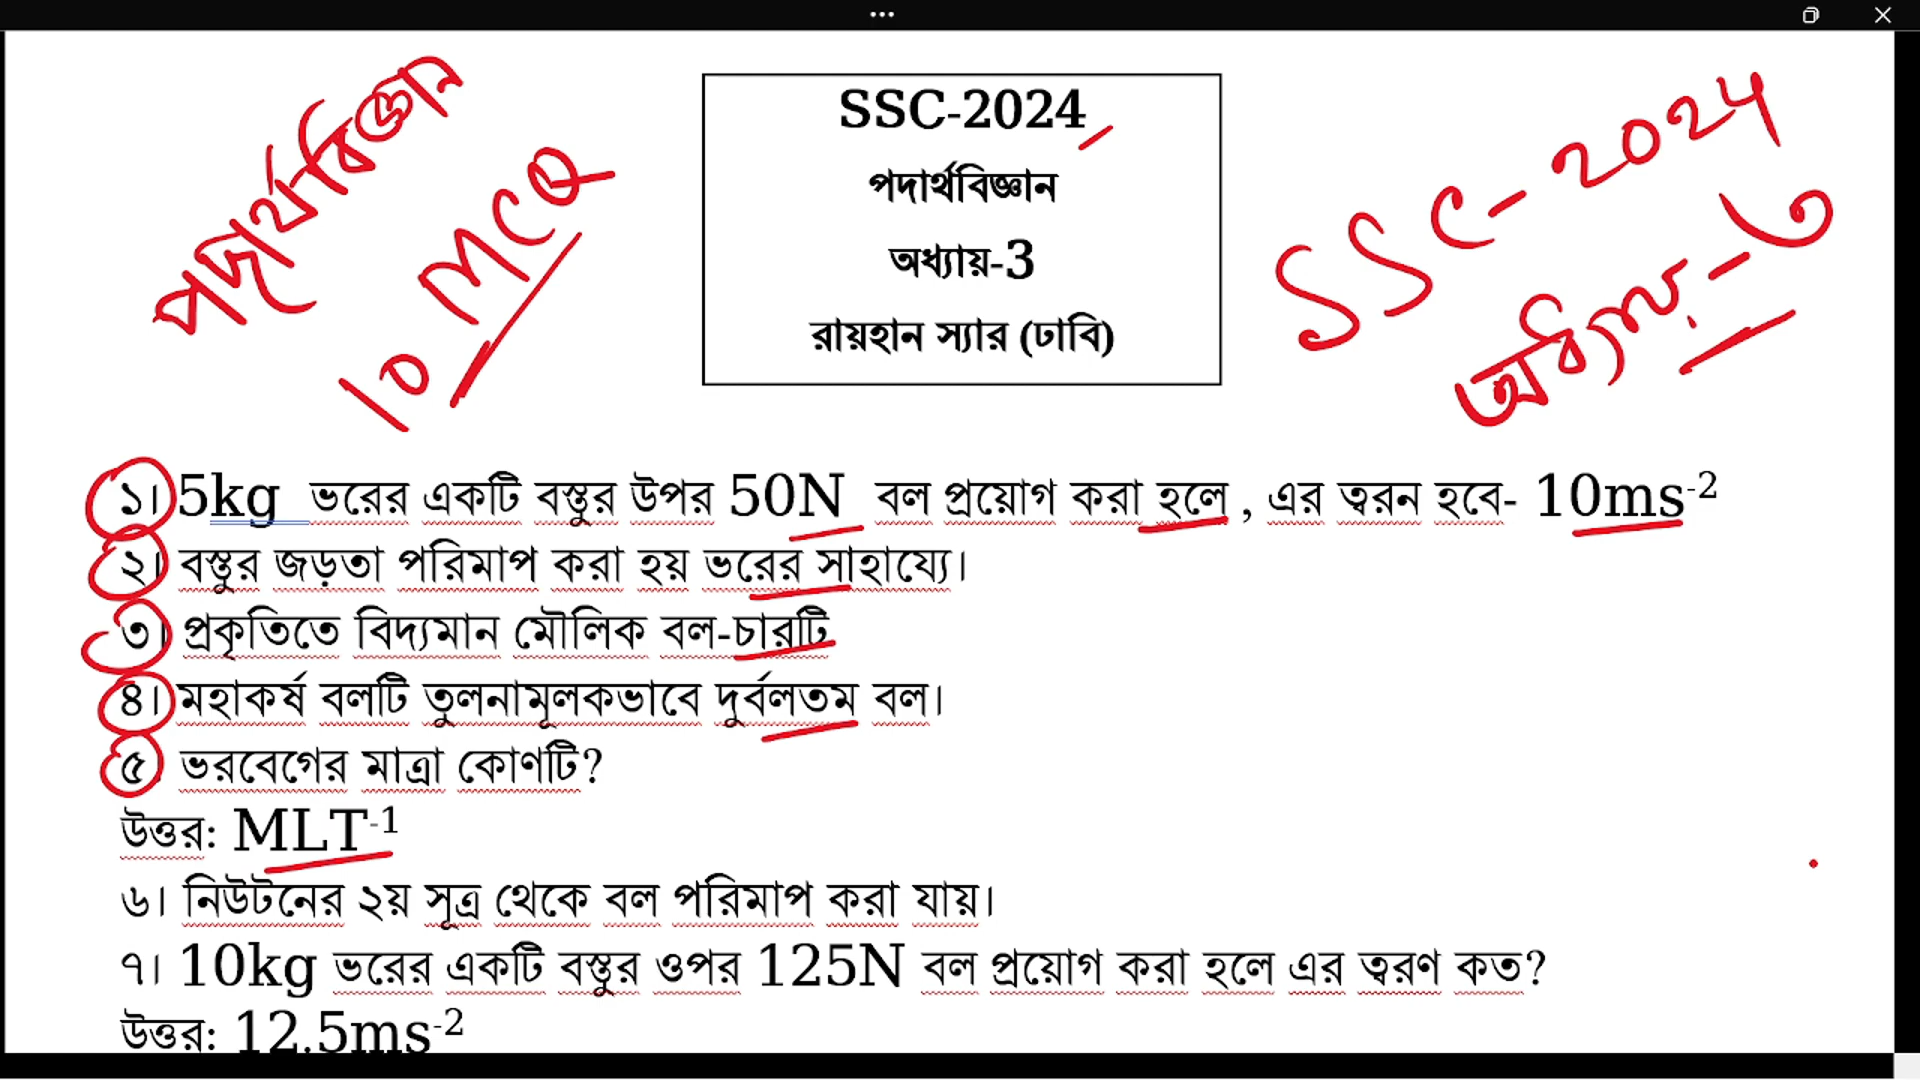 পদার্থবিজ্ঞান
10 MCQ
SSC-2024
পদার্থবিজ্ঞান
অধ্যায়-3
রায়হান স্যার (ঢাবি)
SSC-2024
অধ্যায়-৩
১। 5kg ভরের একটি বস্তুর উপর 50N বল প্রয়োগ করা হলে , এর ত্বরন হবে- 10ms-2
২। বস্তুর জড়তা পরিমাপ করা হয় ভরের সাহায্যে।
৩। প্রকৃতিতে বিদ্যমান মৌলিক বল-চারটি
৪। মহাকর্ষ বলটি তুলনামূলকভাবে দুর্বলতম বল।
৫। ভরবেগের মাত্রা কোণটি?
উত্তর: MLT-1
৬। নিউটনের ২য় সূত্র থেকে বল পরিমাপ করা যায়।
৭। 10kg ভরের একটি বস্তুর ওপর 125N বল প্রয়োগ করা হলে এর ত্বরণ কত?
উত্তর: 12.5ms-2